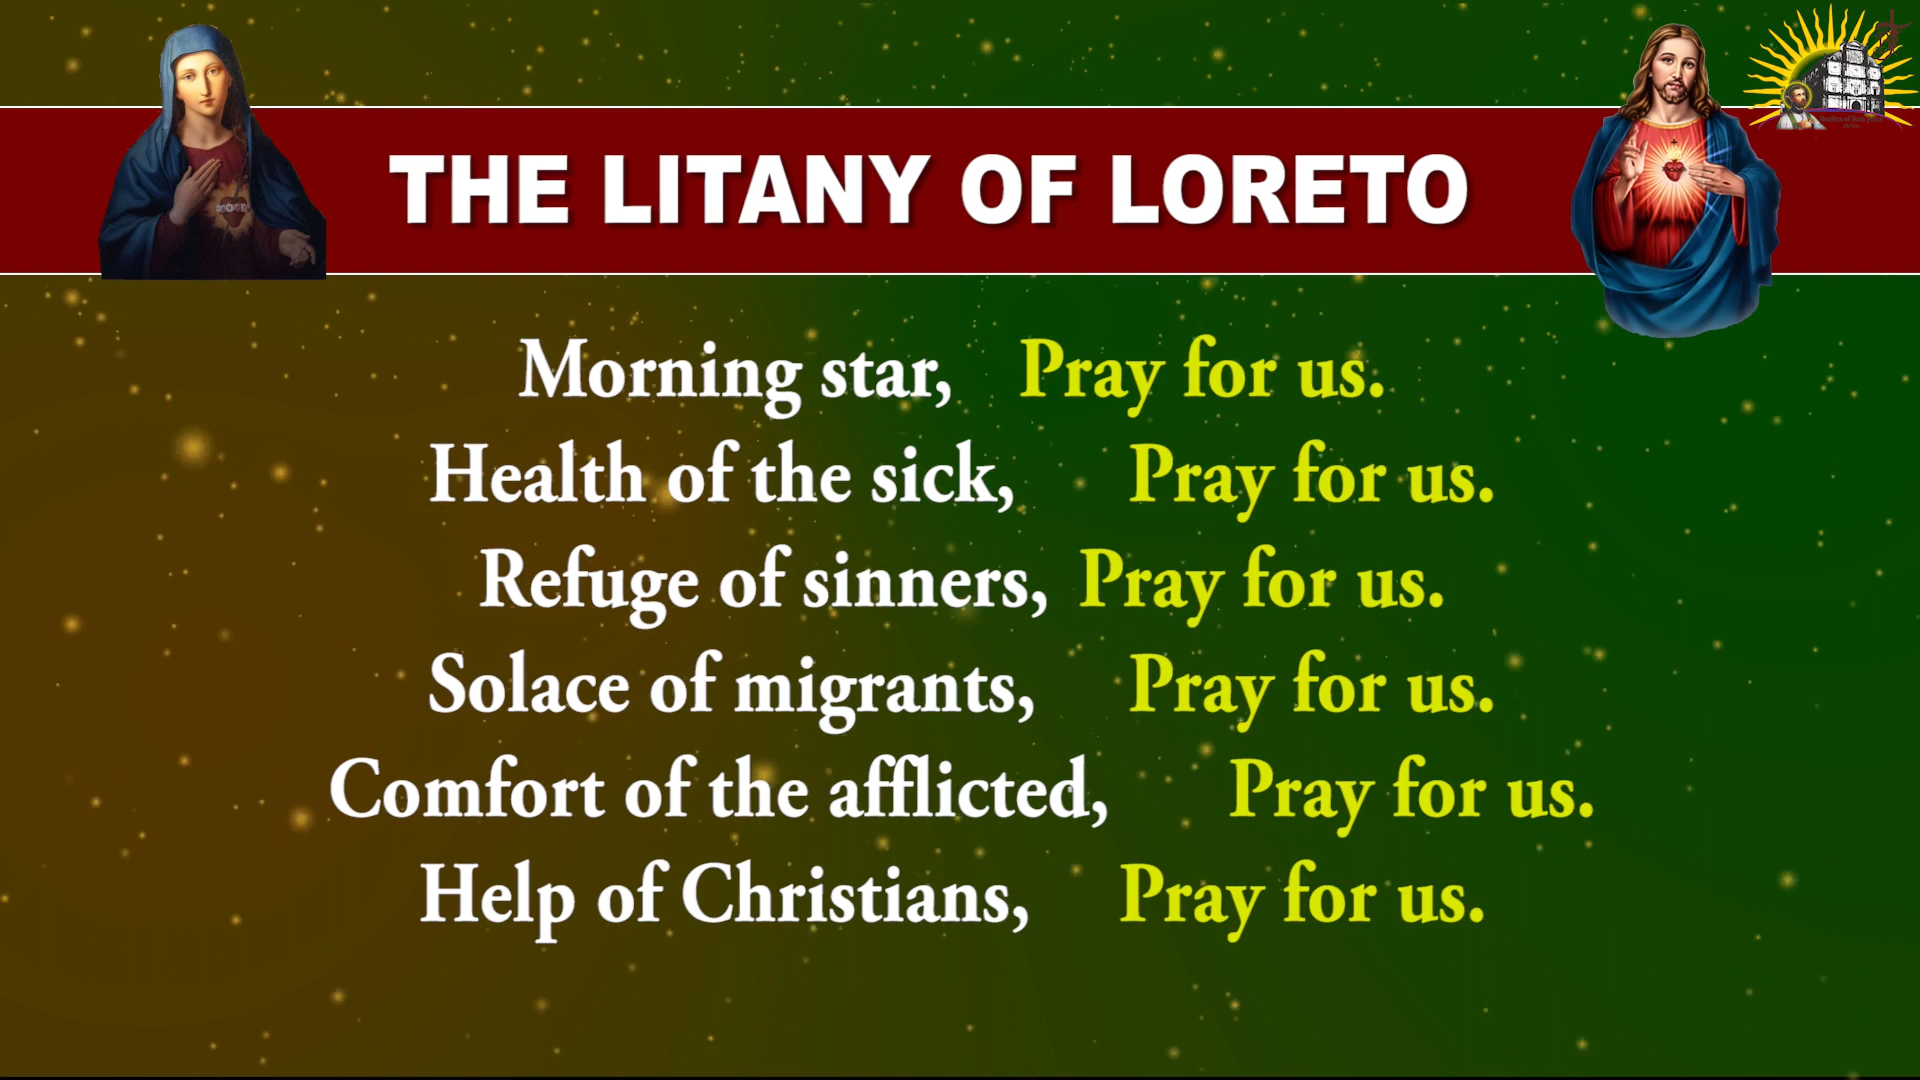 THE LITANY OF LORETO
Morning star, Pray for us.
Health of the sick, Pray for us.
Refuge of sinners, Pray for us.
Solace of migrants, Pray for us.
Comfort of the afflicted, Pray for us.
Help of Christians, Pray for us.